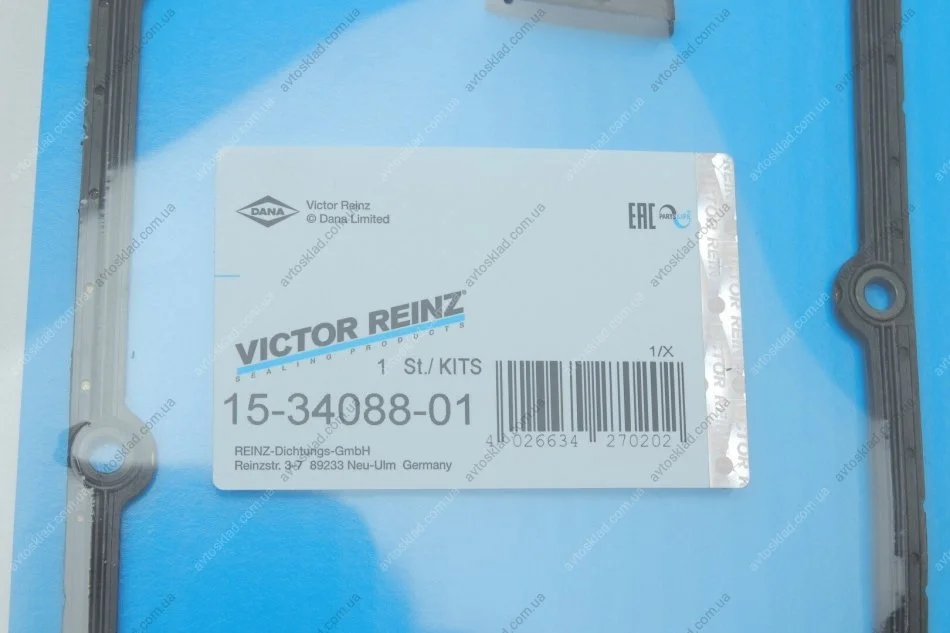 DANA
Victor Reinz
© Dana Limited
EAC
VICTOR REINZ®
SEALING PRODUCTS
1 St./ KITS
1/X
15-34088-01
4 026634 270202
REINZ-Dichtungs-GmbH
Reinzstr. 3-7 89233 Neu-Ulm Germany
avtosklad.com.ua